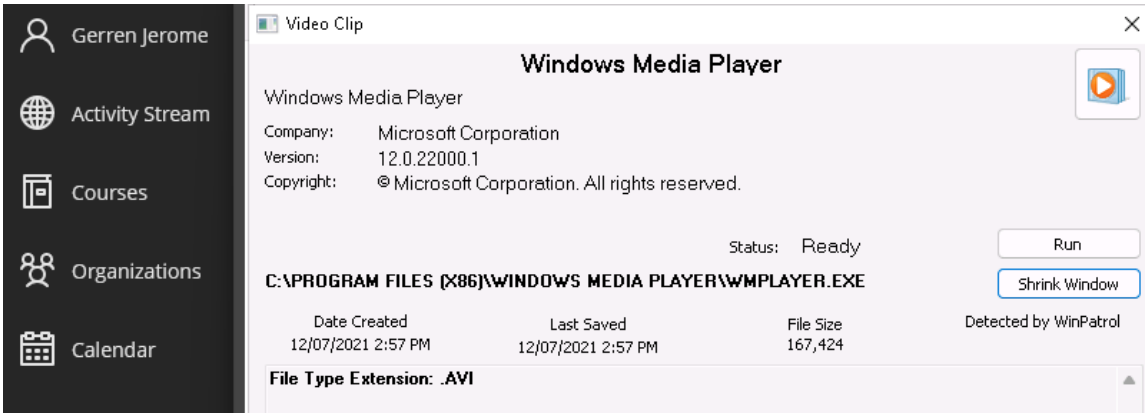 Gerren Jerome
Activity Stream
Courses
Organizations
Calendar
Video Clip
Windows Media Player
Windows Media Player
Company: Microsoft Corporation
Version: 12.0.22000.1
Copyright: © Microsoft Corporation. All rights reserved.
Status: Ready
Run
C:\PROGRAM FILES (X86)\WINDOWS MEDIA PLAYER\WMPLAYER.EXE
Shrink Window
Date Created Last Saved File Size Detected by WinPatrol
12/07/2021 2:57 PM 12/07/2021 2:57 PM 167,424
File Type Extension: .AVI